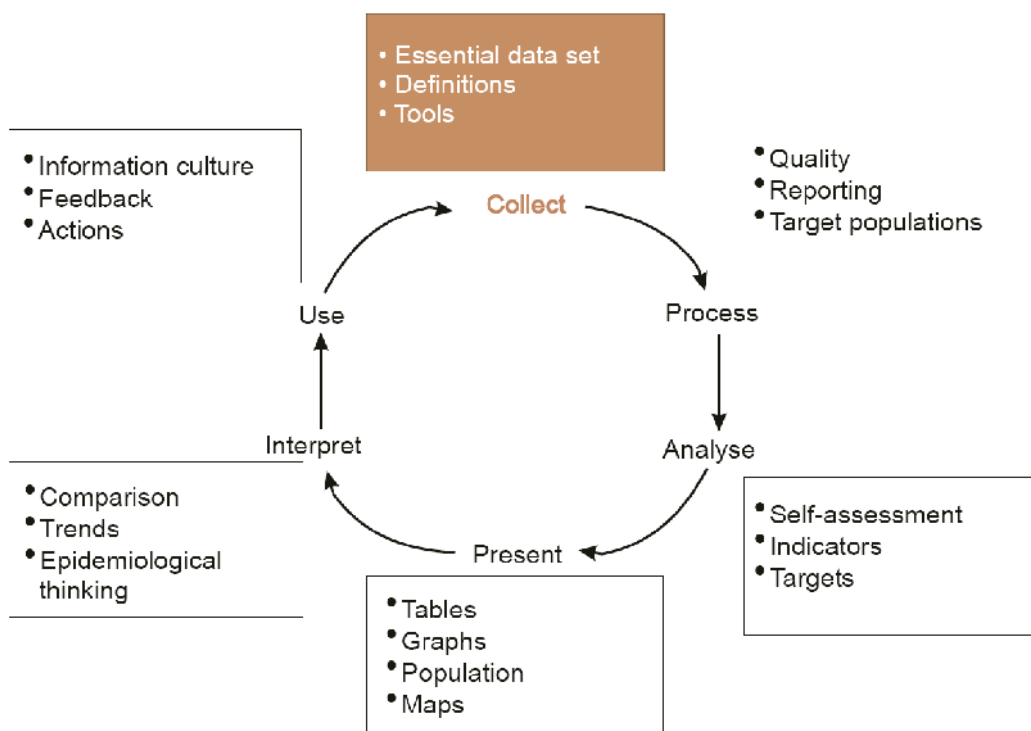 • Essential data set
• Definitions
• Tools
• Information culture
• Feedback
• Actions
• Quality
• Reporting
• Target populations
Collect
Use
Process
Interpret
Analyse
• Comparison
• Trends
• Epidemiological
thinking
• Self-assessment
• Indicators
• Targets
Present
• Tables
• Graphs
• Population
• Maps